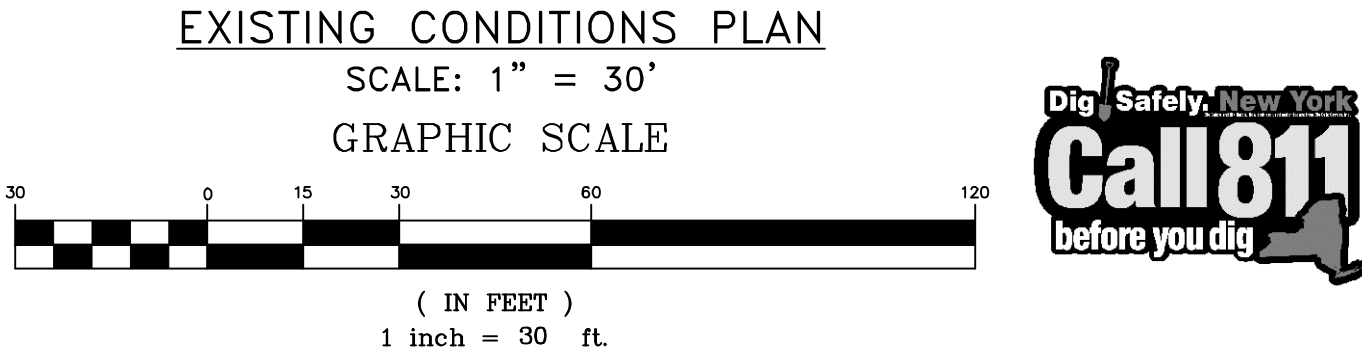 EXISTING CONDITIONS PLAN
SCALE: 1” = 30’
GRAPHIC SCALE
30 0 15 30 60 120
( IN FEET )
1 inch = 30 ft.
Dig Safely. New York
Call 811
before you dig